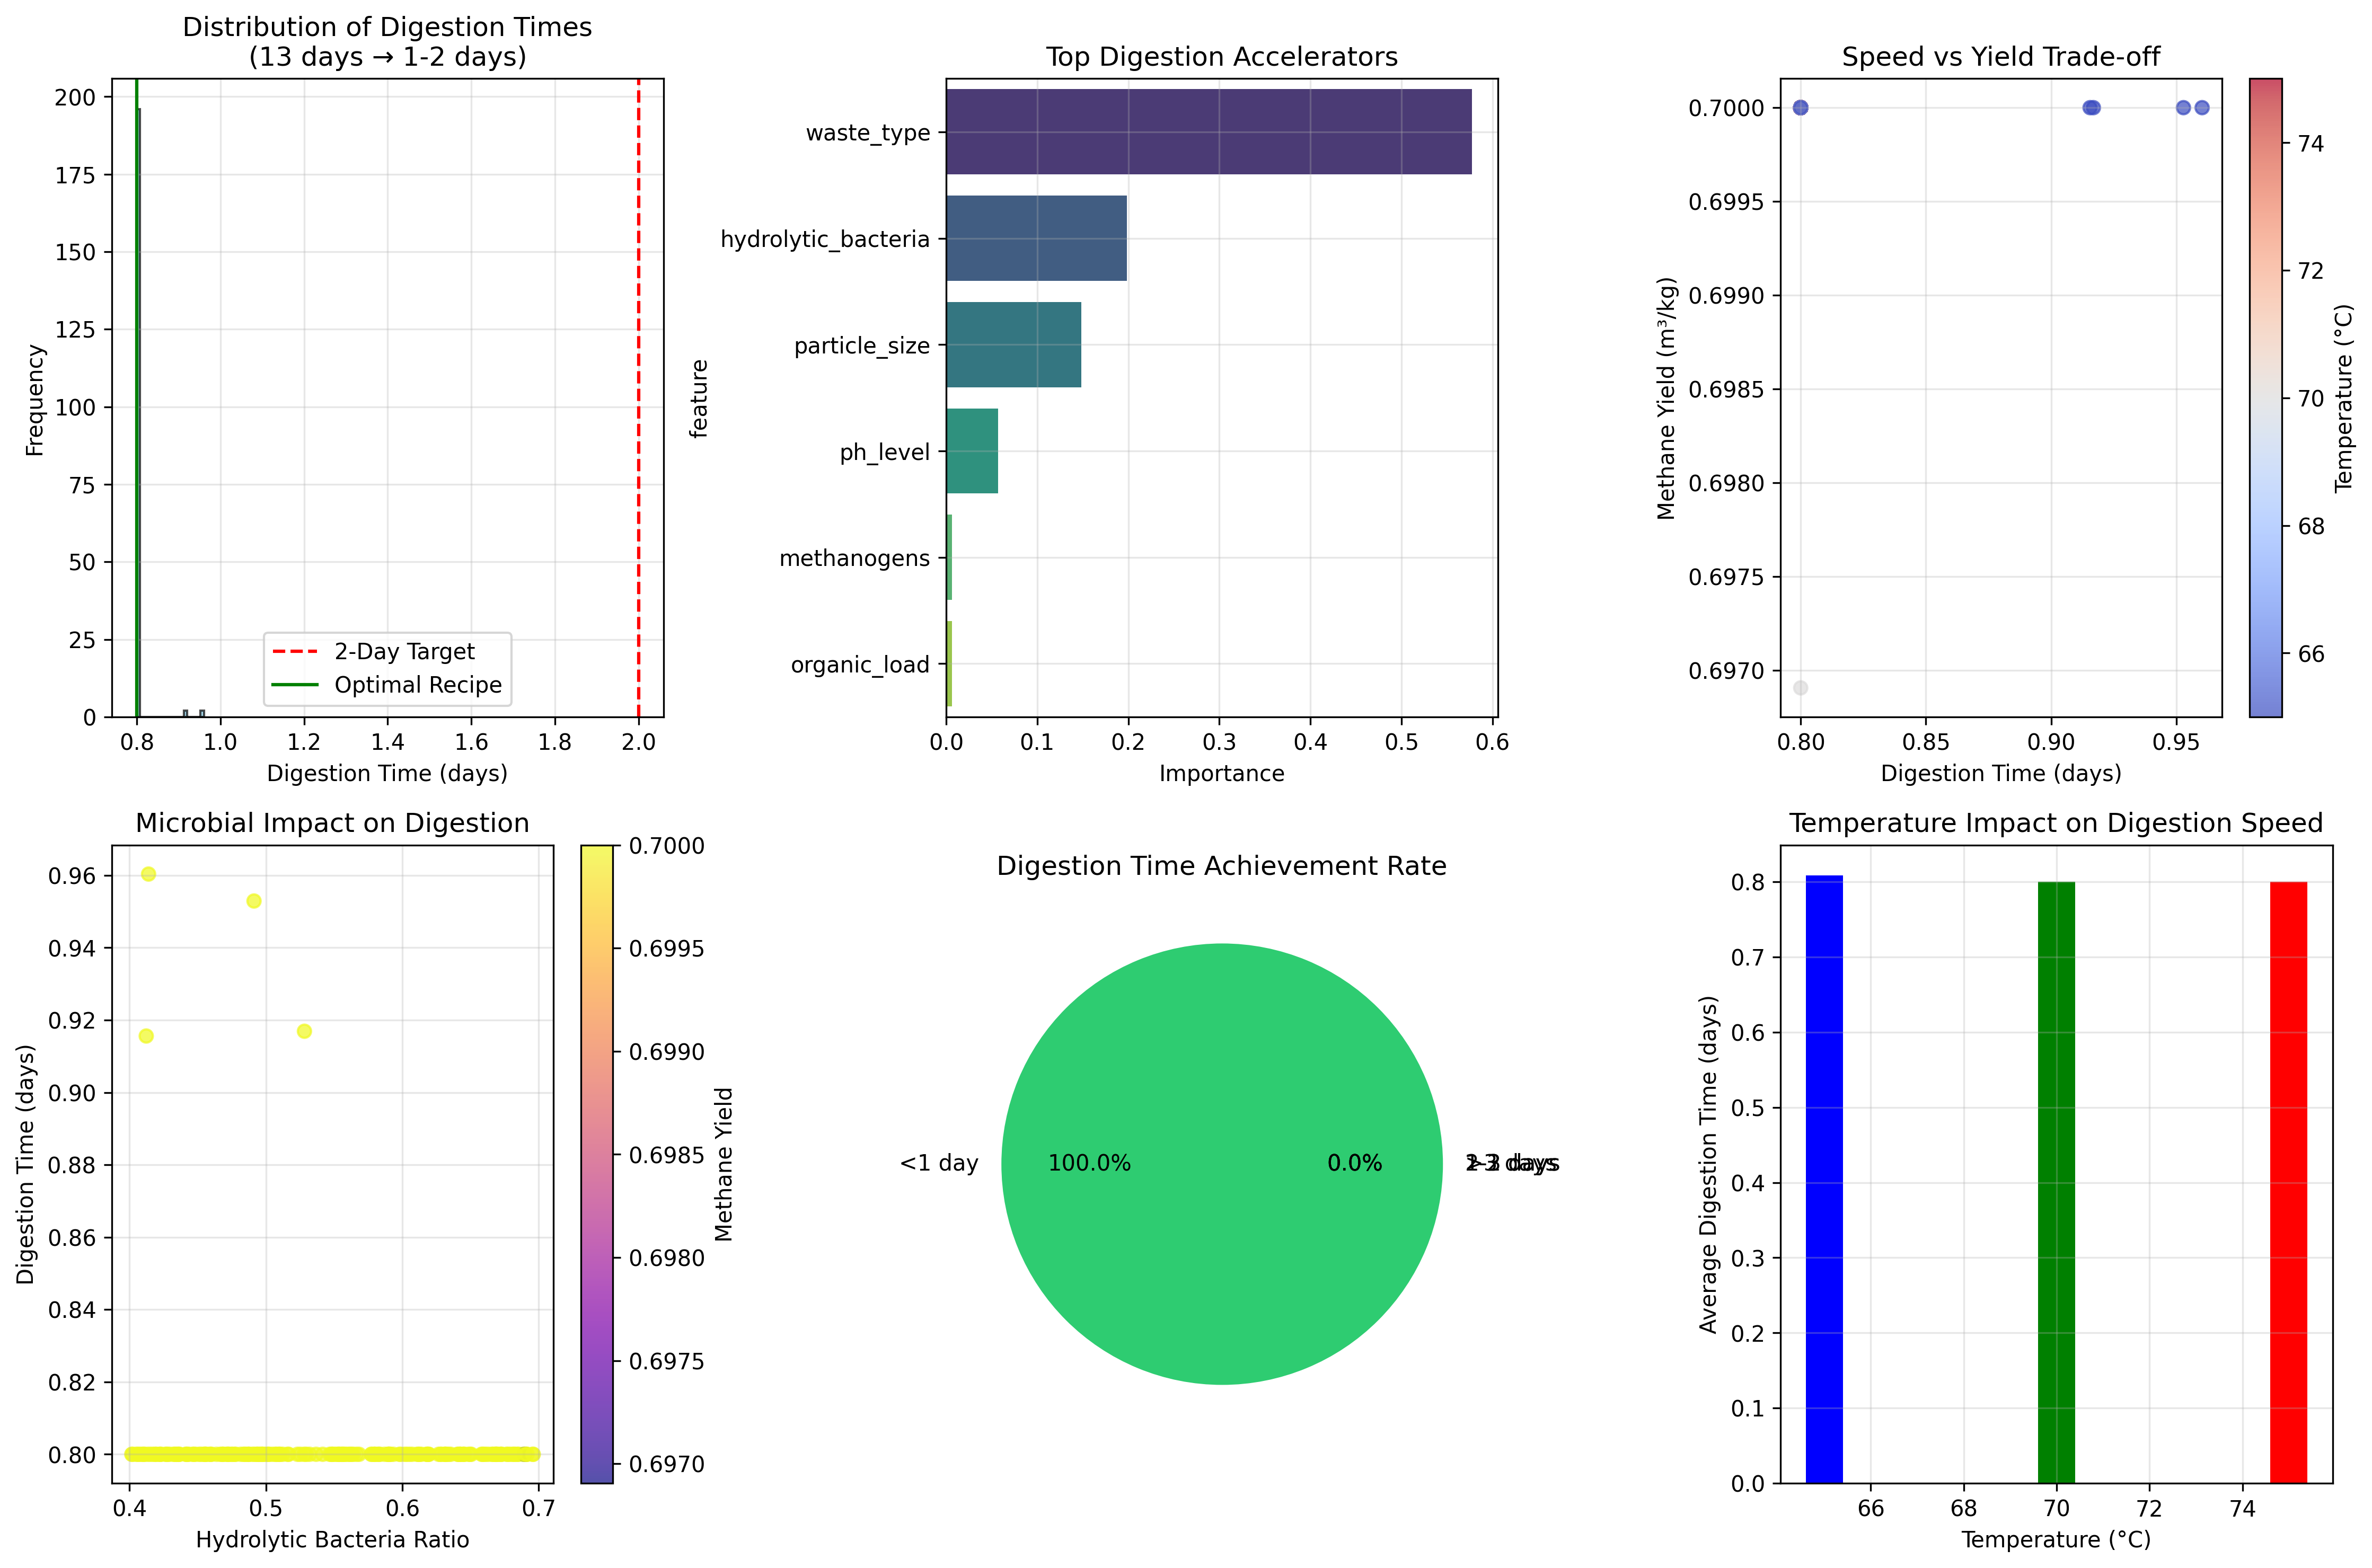 Distribution of Digestion Times
(13 days → 1-2 days)
Frequency
200
175
150
125
100
75
50
25
0
2-Day Target
Optimal Recipe
0.8
1.0
1.2
1.4
1.6
1.8
2.0
Digestion Time (days)
Top Digestion Accelerators
feature
waste_type
hydrolytic_bacteria
particle_size
ph_level
methanogens
organic_load
0.0
0.1
0.2
0.3
0.4
0.5
0.6
Importance
Speed vs Yield Trade-off
Methane Yield (m³/kg)
0.7000
0.6995
0.6990
0.6985
0.6980
0.6975
0.6970
0.80
0.85
0.90
0.95
Digestion Time (days)
74
72
70
68
66
Temperature (°C)
Microbial Impact on Digestion
Digestion Time (days)
0.96
0.94
0.92
0.90
0.88
0.86
0.84
0.82
0.80
0.4
0.5
0.6
0.7
Hydrolytic Bacteria Ratio
0.7000
0.6995
0.6990
0.6985
0.6980
0.6975
0.6970
Methane Yield
Digestion Time Achievement Rate
<1 day
100.0%
0.0%
days
Temperature Impact on Digestion Speed
Average Digestion Time (days)
0.8
0.7
0.6
0.5
0.4
0.3
0.2
0.1
0.0
66
68
70
72
74
Temperature (°C)